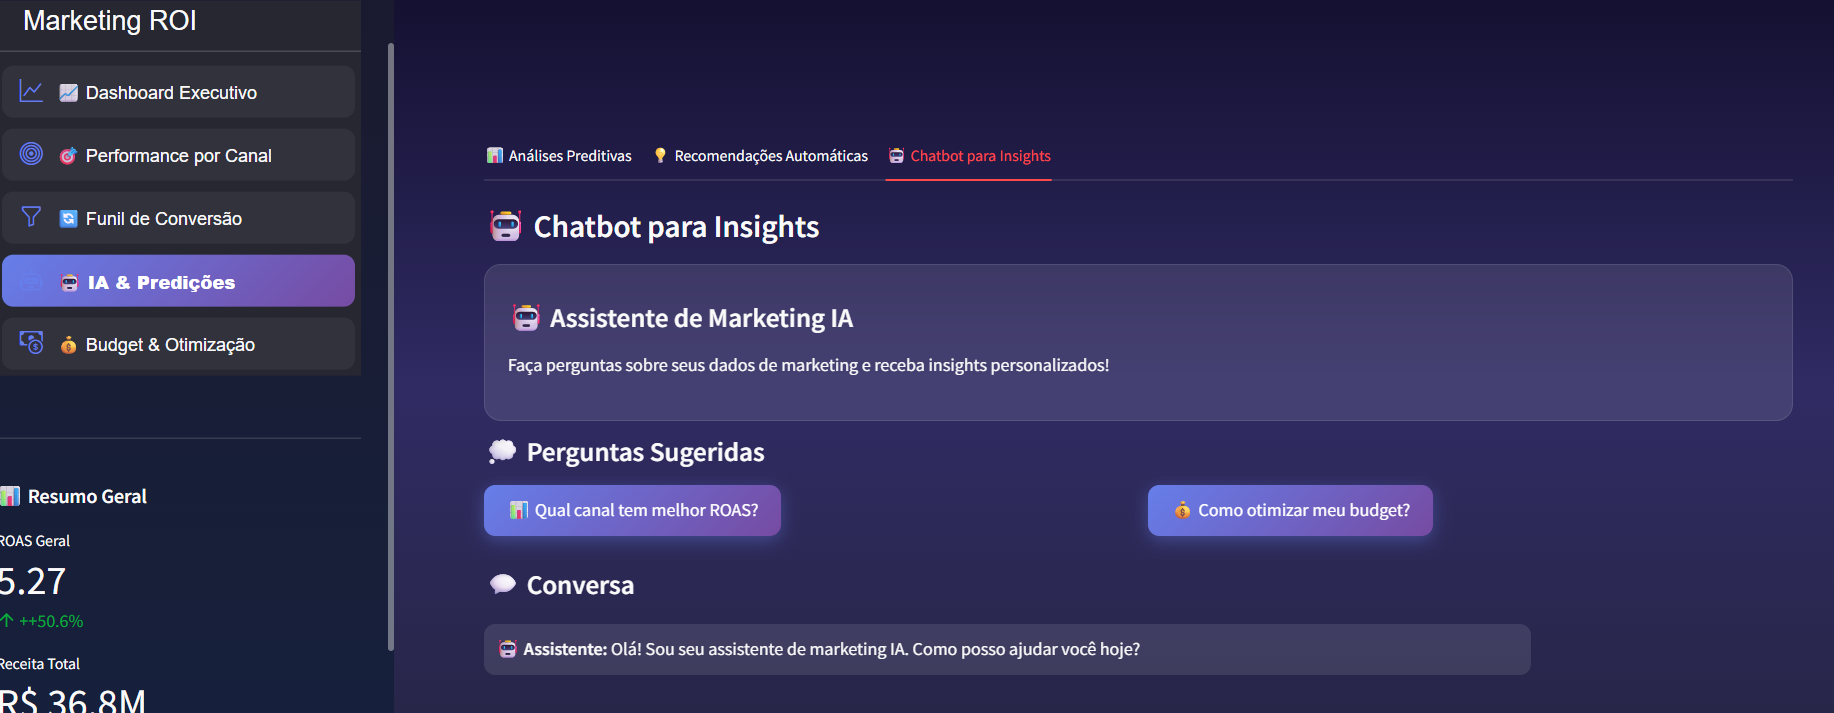 Marketing ROI
Dashboard Executivo
Performance por Canal
Funil de Conversão
IA & Predições
Budget & Otimização
Resumo Geral
ROAS Geral
5.27
++50.6%
Receita Total
R$ 36.8M
Análises Preditivas
Recomendações Automáticas
Chatbot para Insights
Chatbot para Insights
Assistente de Marketing IA
Faça perguntas sobre seus dados de marketing e receba insights personalizados!
Perguntas Sugeridas
Qual canal tem melhor ROAS?
Como otimizar meu budget?
Conversa
Assistente: Olá! Sou seu assistente de marketing IA. Como posso ajudar você hoje?